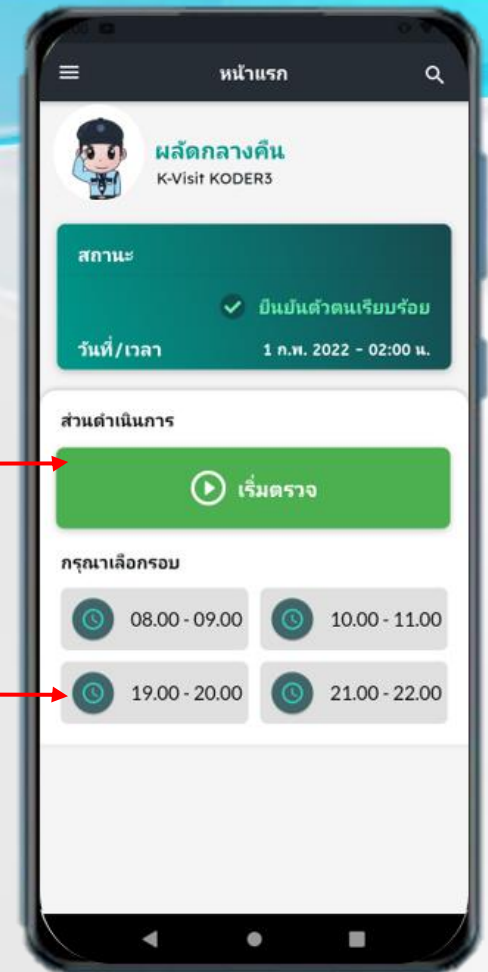 หน้าแรก
ผลัดกลางคืน
K-Visit KODER3
สถานะ
ยืนยันตัวตนเรียบร้อย
วันที่/เวลา 1 ก.พ. 2022 - 02:00 น.
ส่วนดำเนินการ
เริ่มตรวจ
กรุณาเลือกรอบ
08.00 - 09.00 10.00 - 11.00
19.00 - 20.00 21.00 - 22.00